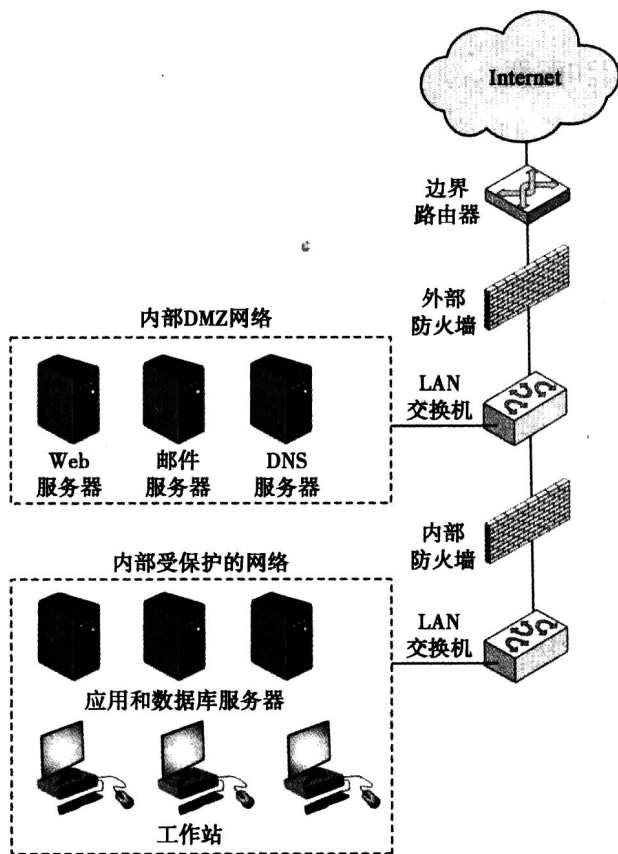 Internet
边界
路由器
外部
防火墙
内部DMZ网络
LAN
交换机
Web
服务器
邮件
服务器
DNS
服务器
内部
防火墙
内部受保护的网络
LAN
交换机
应用和数据库服务器
工作站